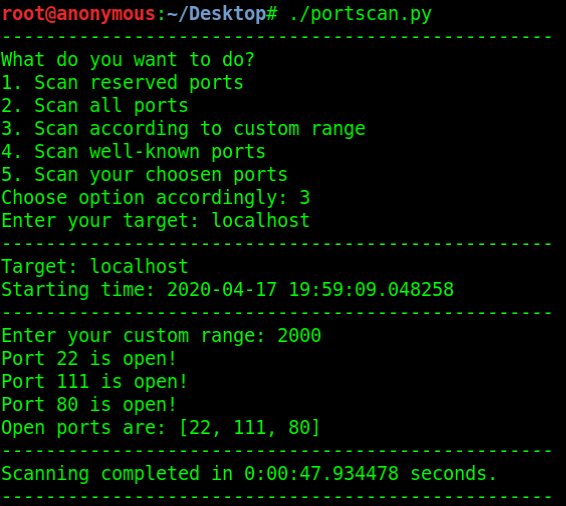 root@anonymous:~/Desktop# ./portscan.py
--------------------------------------------------
What do you want to do?
1. Scan reserved ports
2. Scan all ports
3. Scan according to custom range
4. Scan well-known ports
5. Scan your choosen ports
Choose option accordingly: 3
Enter your target: localhost
--------------------------------------------------
Target: localhost
Starting time: 2020-04-17 19:59:09.048258
--------------------------------------------------
Enter your custom range: 2000
Port 22 is open!
Port 111 is open!
Port 80 is open!
Open ports are: [22, 111, 80]
--------------------------------------------------
Scanning completed in 0:00:47.934478 seconds.
--------------------------------------------------